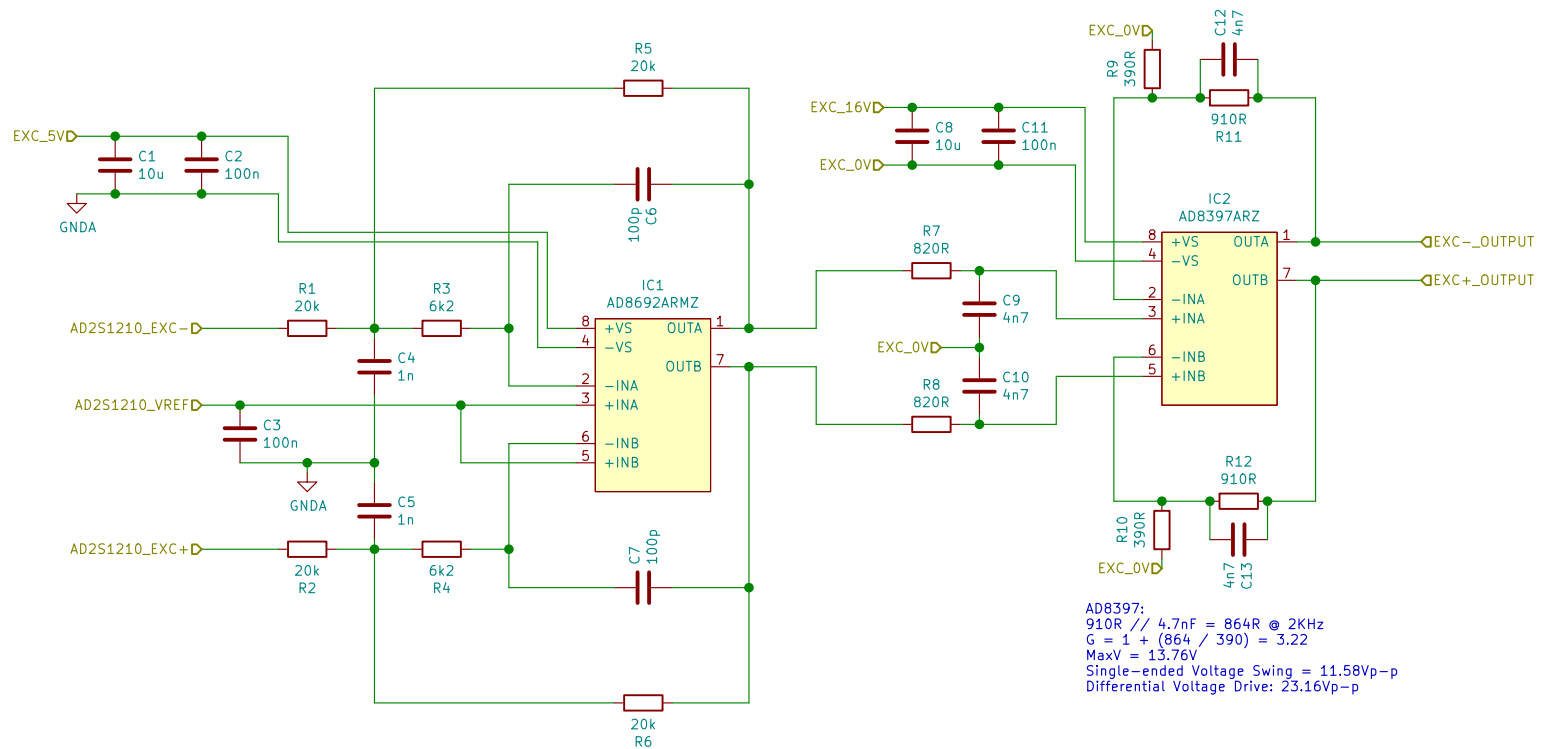 R5
20k
EXC_5V
C1
10u
C2
100n
GNDA
100p
C6
R1
20k
R3
6k2
AD2S1210_EXC-
C4
1n
AD2S1210_VREF
C3
100n
GNDA
C5
1n
AD2S1210_EXC+
20k
R2
6k2
R4
C7
100p
20k
R6
IC1
AD8692ARMZ
8
+VS
4
-VS
2
-INA
3
+INA
6
-INB
5
+INB
OUTA
1
OUTB
7
EXC_16V
C8
10u
C11
100n
EXC_0V
R7
820R
C9
4n7
EXC_0V
C10
4n7
R8
820R
EXC_0V
R9
390R
C12
4n7
910R
R11
IC2
AD8397ARZ
8
+VS
4
-VS
2
-INA
3
+INA
6
-INB
5
+INB
OUTA
1
OUTB
7
EXC-_OUTPUT
EXC+_OUTPUT
R12
910R
R10
390R
EXC_0V
4n7
C13
AD8397:
910R // 4.7nF = 864R @ 2KHz
G = 1 + (864 / 390) = 3.22
MaxV = 13.76V
Single-ended Voltage Swing = 11.58Vp-p
Differential Voltage Drive: 23.16Vp-p